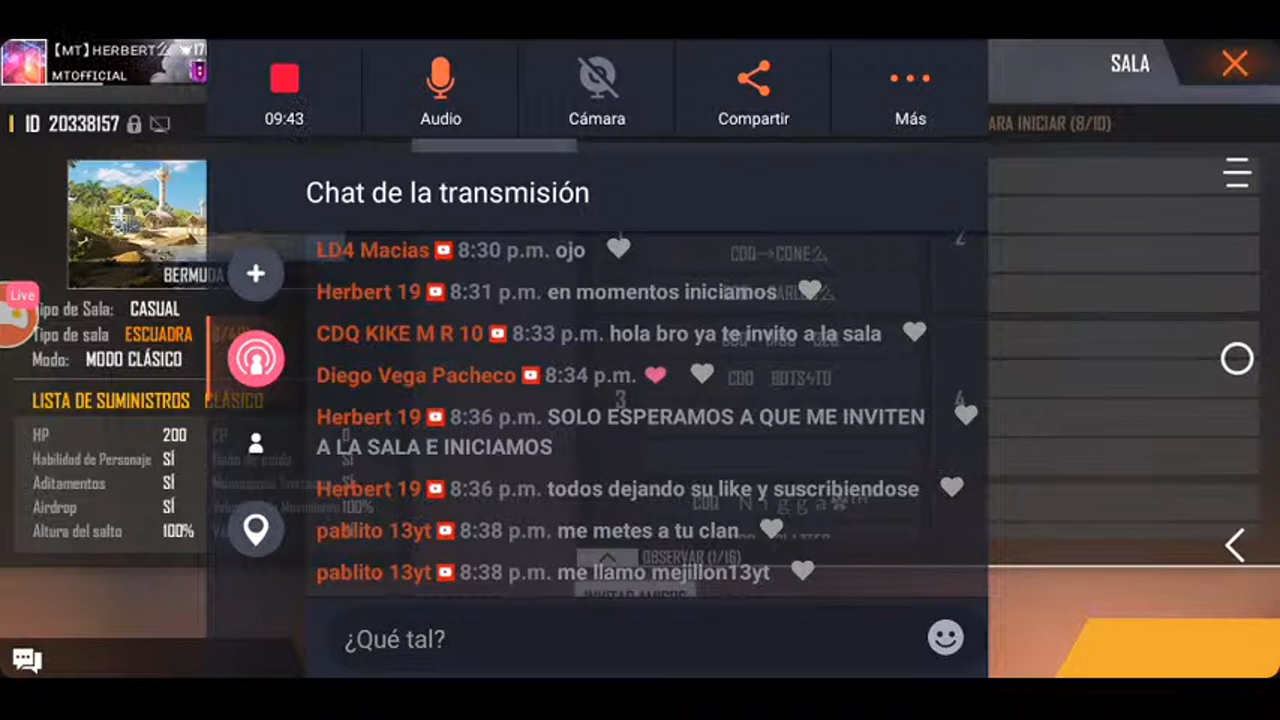 【MT】HERBERT
MTOFFICIAL
ID 20338157
09:43
Audio
Cámara
Compartir
Más
SALA
ARA INICIAR (8/10)
Chat de la transmisión
BERMUDA
Live
Tipo de Sala: CASUAL
Tipo de sala ESCUADRA
Modo: MODO CLÁSICO
LISTA DE SUMINISTROS CLÁSICO
HP 200
Habilidad de Personaje SÍ
Aditamentos SÍ
Airdrop SÍ
Altura del salto 100%
100%
LD4 Macias 8:30 p.m. ojo
Herbert 19 8:31 p.m. en momentos iniciamos
CDQ KIKE M R 10 8:33 p.m. hola bro ya te invito a la sala
Diego Vega Pacheco 8:34 p.m.
Herbert 19 8:36 p.m. SOLO ESPERAMOS A QUE ME INVITEN
A LA SALA E INICIAMOS
Herbert 19 8:36 p.m. todos dejando su like y suscribiendose
pablito 13yt 8:38 p.m. me metes a tu clan
pablito 13yt 8:38 p.m. me llamo mejillon13yt
3
4
OBSERVAR (1/16)
INVITAR AMIGOS
¿Qué tal?